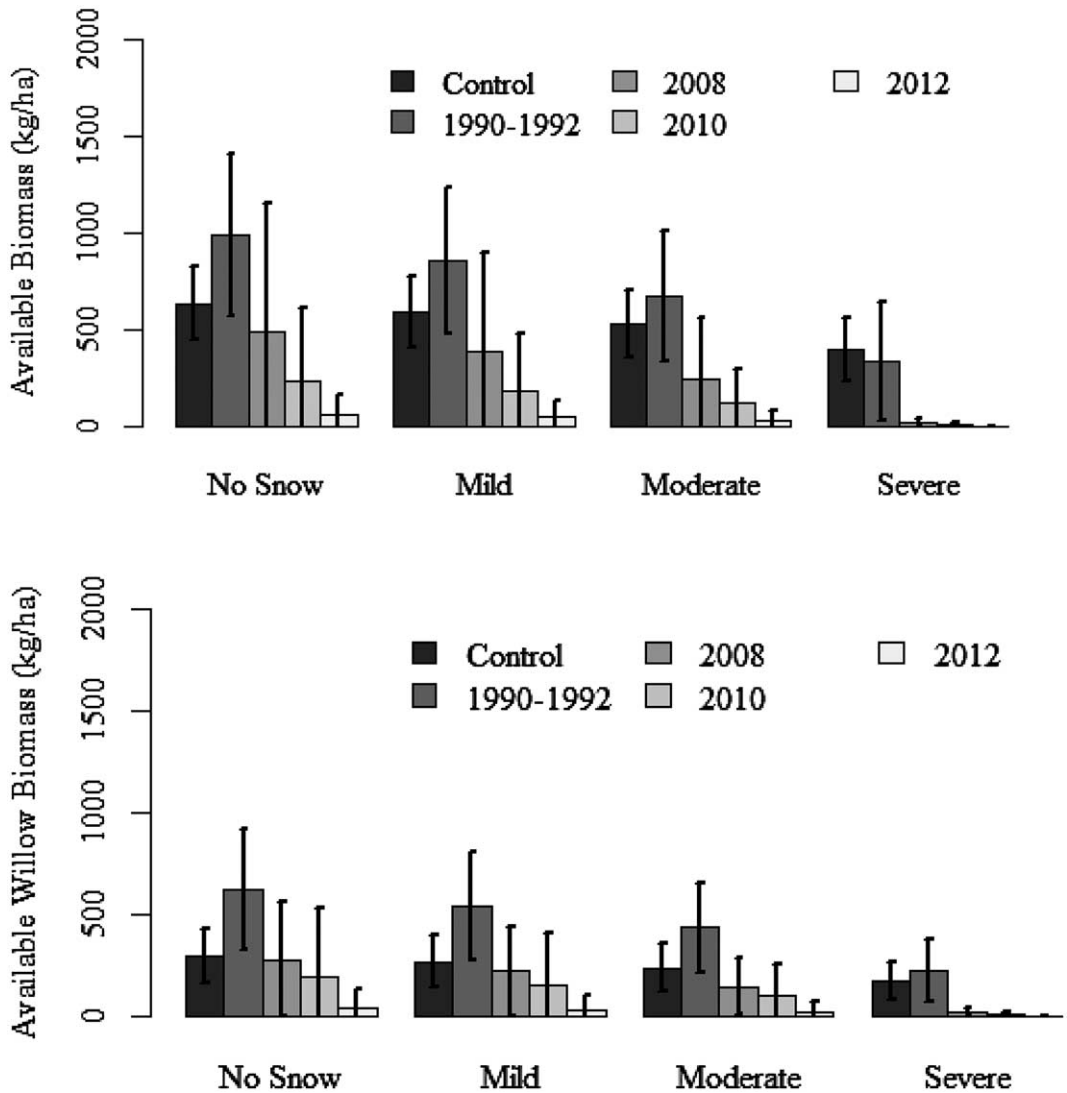 Available Biomass (kg/ha)
2000
1500
1000
500
0
Control 2008 2012
1990-1992 2010
No Snow Mild Moderate Severe
Available Willow Biomass (kg/ha)
2000
1500
1000
500
0
Control 2008 2012
1990-1992 2010
No Snow Mild Moderate Severe